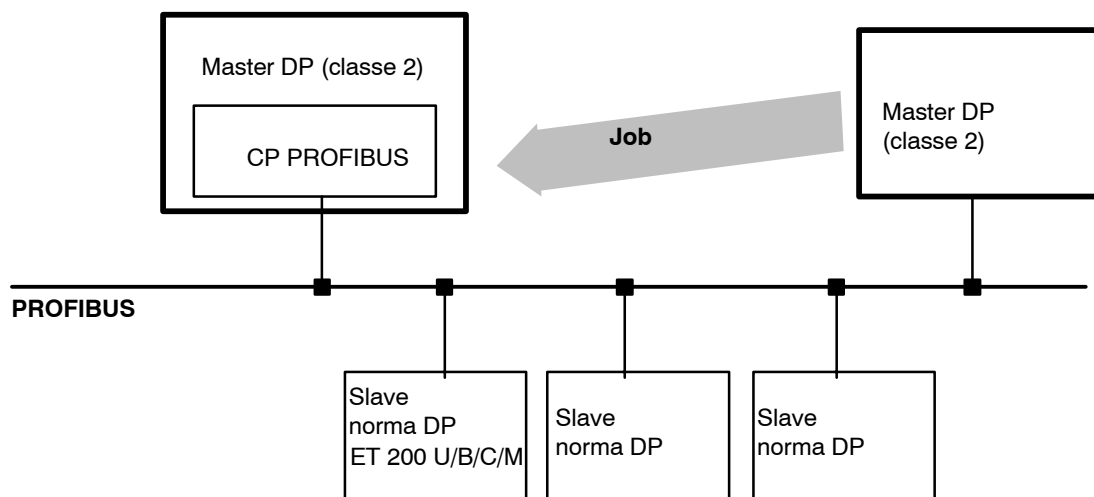 Master DP (classe 2)
CP PROFIBUS
Job
Master DP
(classe 2)
PROFIBUS
Slave
norma DP
ET 200 U/B/C/M
Slave
norma DP
Slave
norma DP